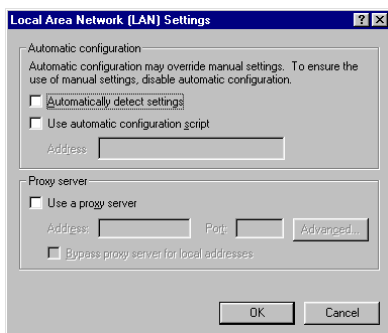 Local Area Network (LAN) Settings
Automatic configuration
Automatic configuration may override manual settings. To ensure the
use of manual settings, disable automatic configuration.
Automatically detect settings
Use automatic configuration script
Address
Proxy server
Use a proxy server
Address: Port: Advanced...
Bypass proxy server for local addresses
OK Cancel